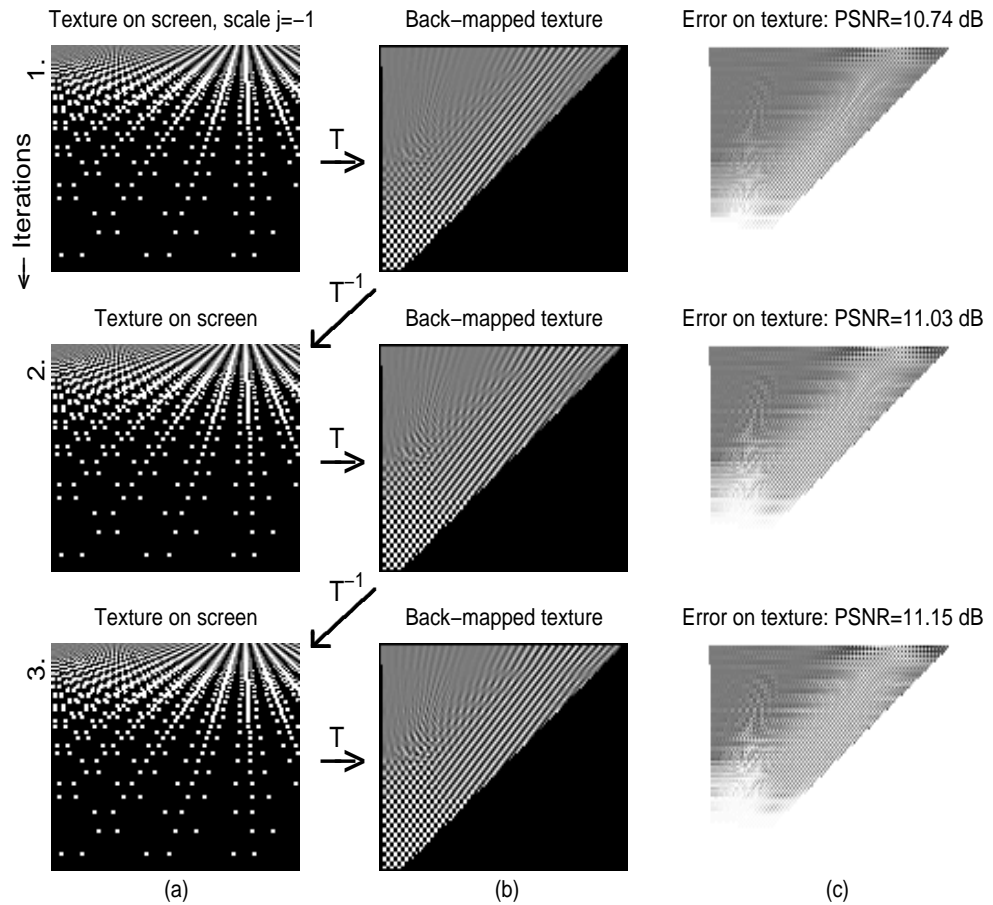 Texture on screen, scale j=−1
Back−mapped texture
Error on texture: PSNR=10.74 dB
1.
T
← Iterations
T−1
Texture on screen
Back−mapped texture
Error on texture: PSNR=11.03 dB
2.
T
T−1
Texture on screen
Back−mapped texture
Error on texture: PSNR=11.15 dB
3.
T
(a)
(b)
(c)